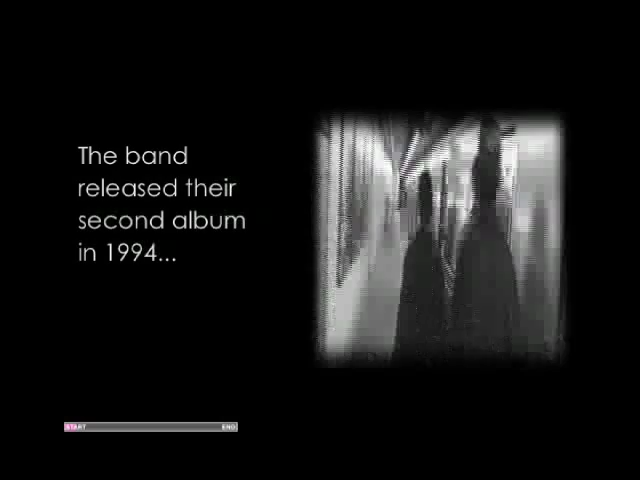 The band
released their
second album
in 1994...
START END